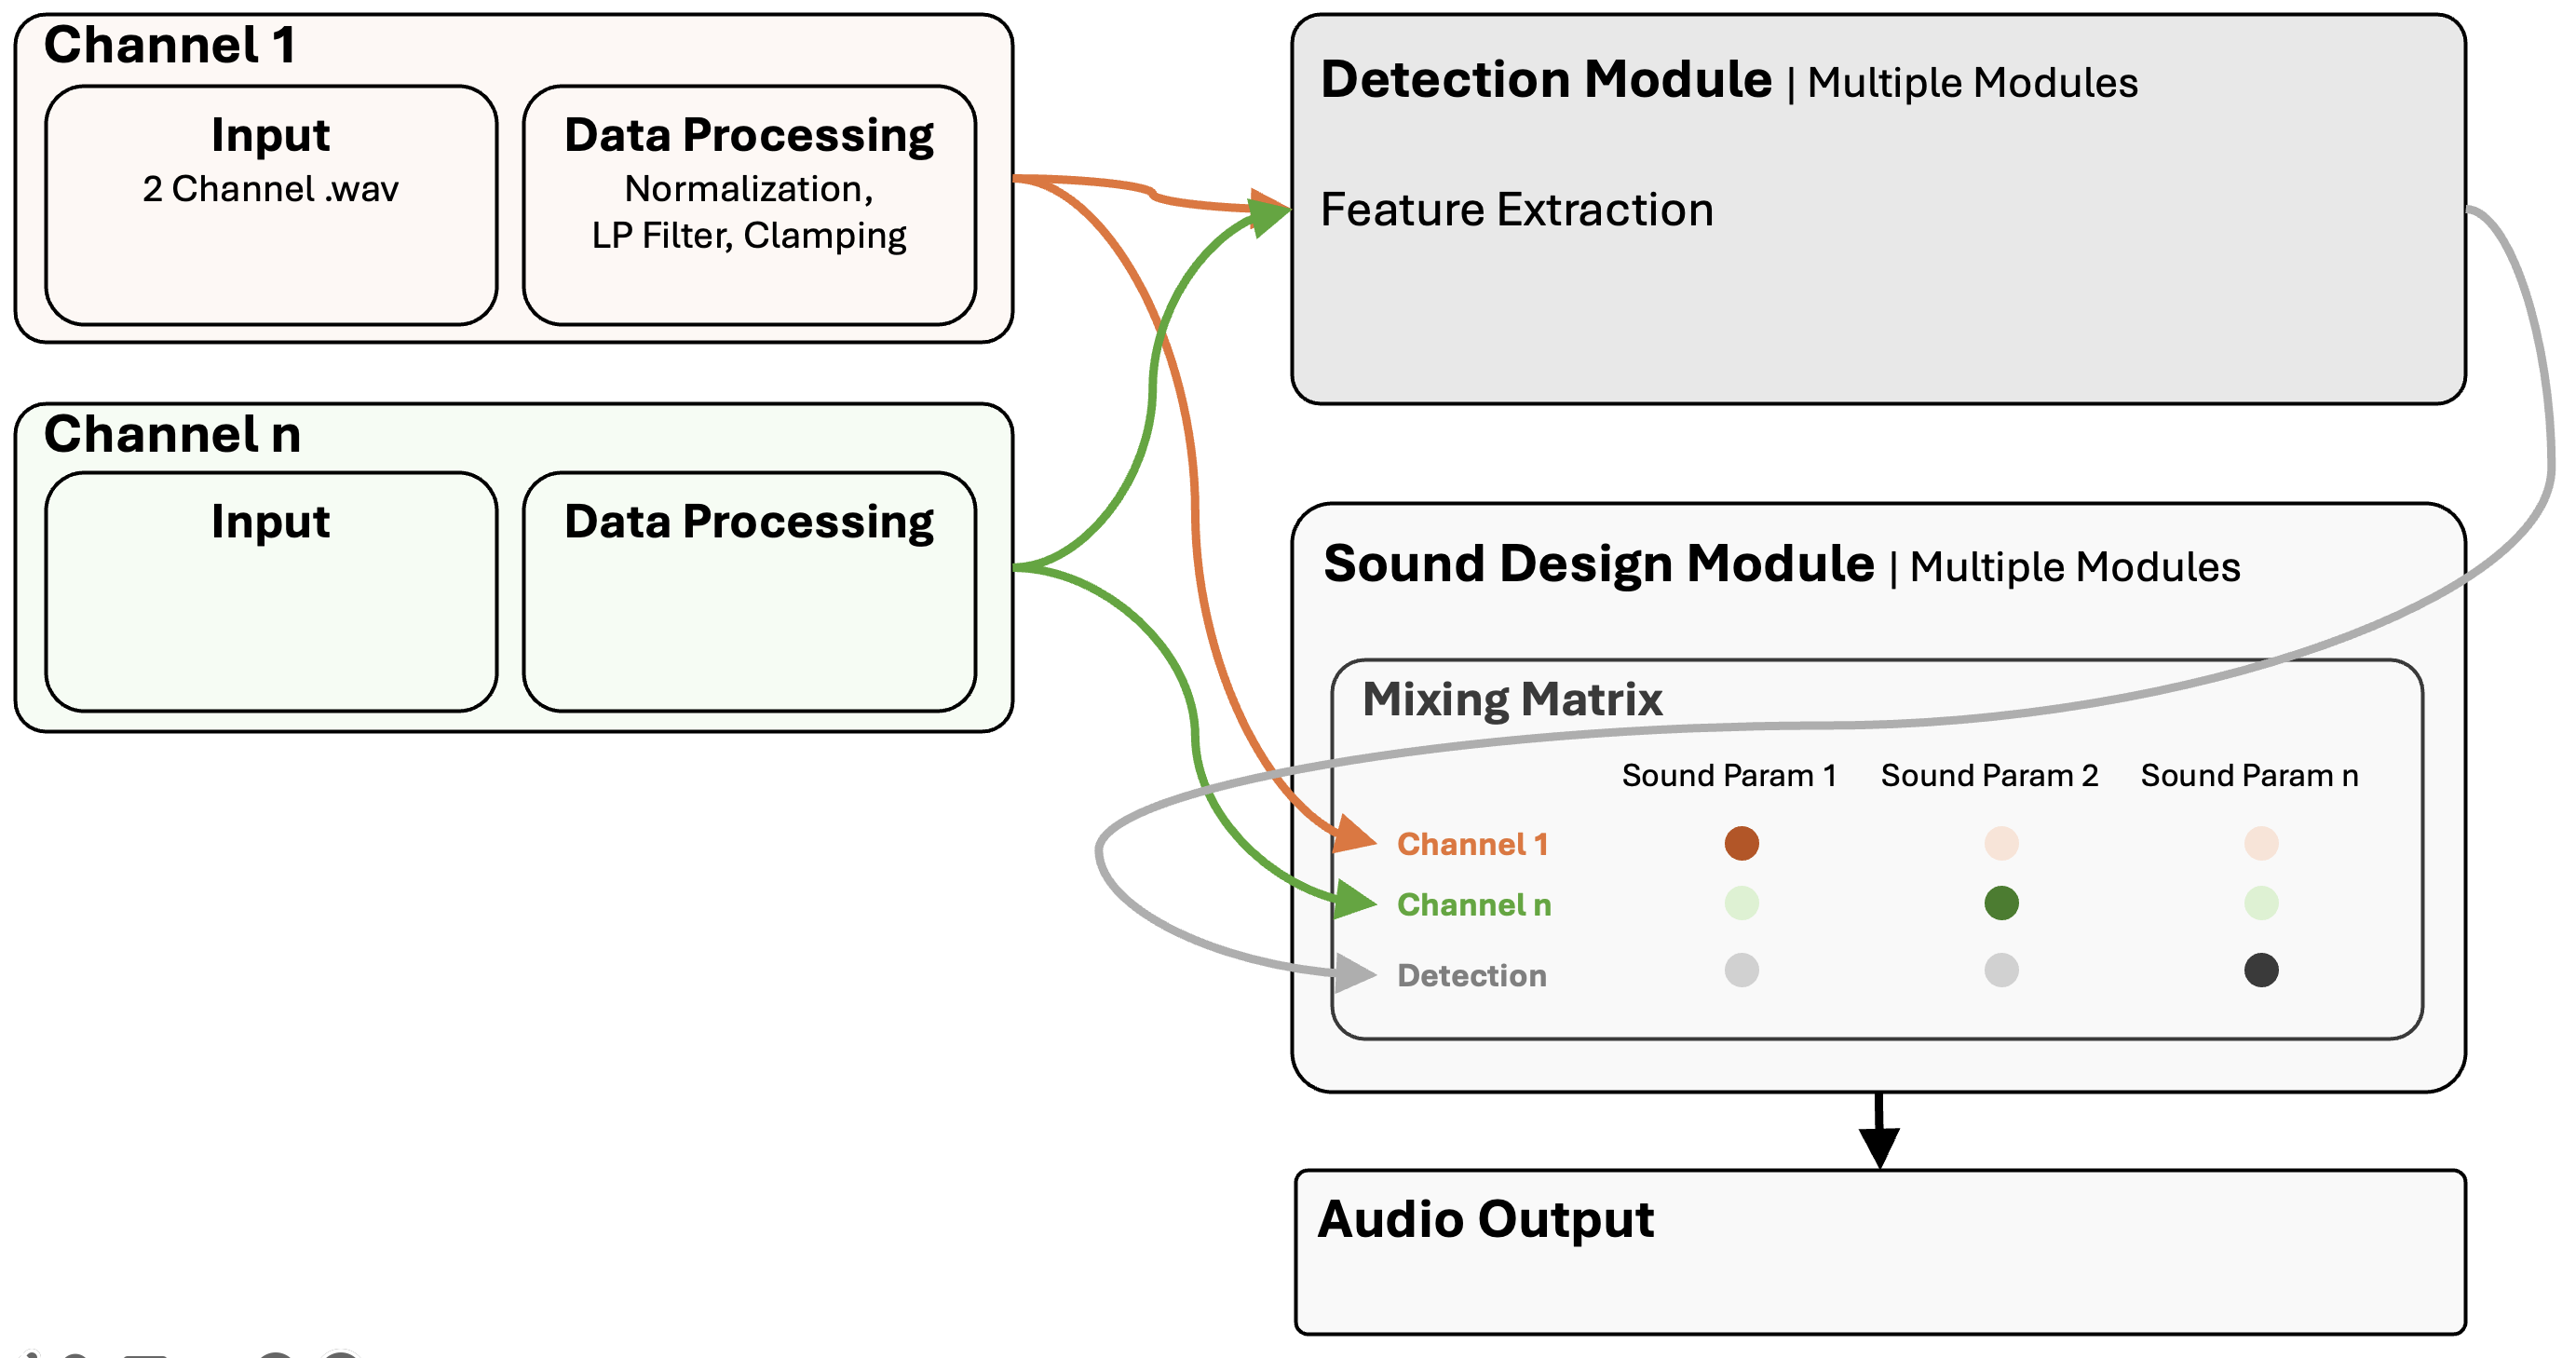 Channel 1
Input
2 Channel .wav
Data Processing
Normalization,
LP Filter, Clamping
Channel n
Input
Data Processing
Detection Module | Multiple Modules
Feature Extraction
Sound Design Module | Multiple Modules
Mixing Matrix
Sound Param 1 Sound Param 2 Sound Param n
Channel 1
Channel n
Detection
Audio Output